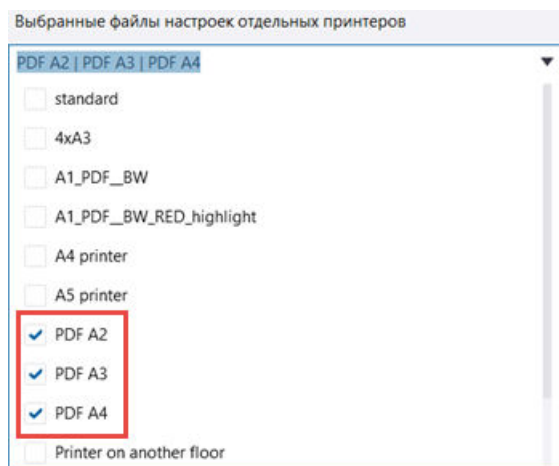 Выбранные файлы настроек отдельных принтеров
PDF A2 | PDF A3 | PDF A4
standard
4xA3
A1_PDF__BW
A1_PDF__BW_RED_highlight
A4 printer
A5 printer
PDF A2
PDF A3
PDF A4
Printer on another floor